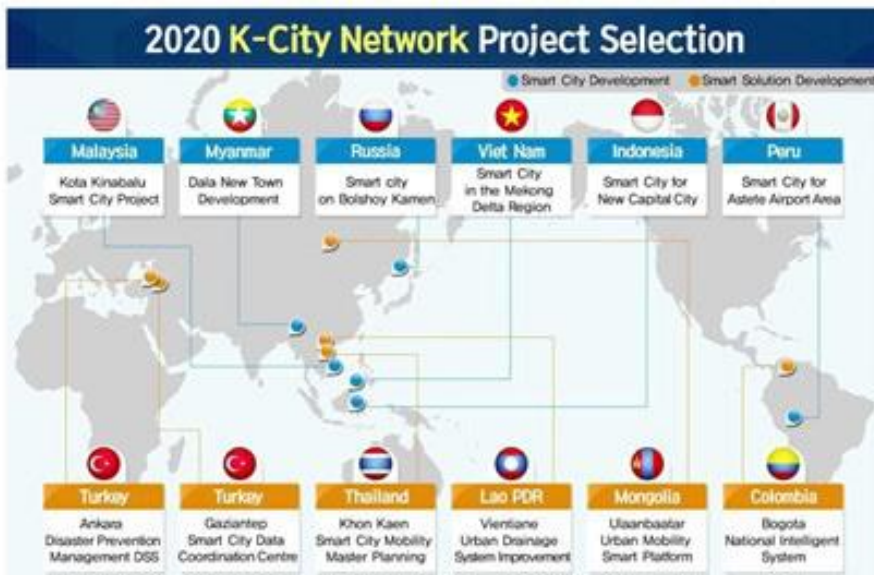 2020 K-City Network Project Selection
Smart City Development
Smart Solution Development
Malaysia
Kota Kinabalu
Smart City Project
Myanmar
Dala New Town
Development
Russia
Smart city
on Bolshoy Kamen
Viet Nam
Smart City
in the Mekong
Delta Region
Indonesia
Smart City for
New Capital City
Peru
Smart City for
Astete Airport Area
Turkey
Ankara
Disaster Prevention
Management DSS
Turkey
Gaziantep
Smart City Data
Coordination Centre
Thailand
Khon Kaen
Smart City Mobility
Master Planning
Lao PDR
Vientiane
Urban Drainage
System Improvement
Mongolia
Ulaanbaatar
Urban Mobility
Smart Platform
Colombia
Bogota
National Intelligent
System